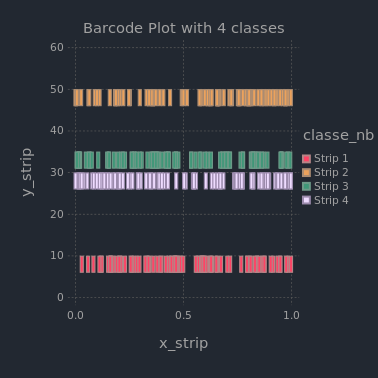 Barcode Plot with 4 classes
60
50
40
30
20
10
0
y_strip
0.0
0.5
1.0
x_strip
classe_nb
Strip 1
Strip 2
Strip 3
Strip 4